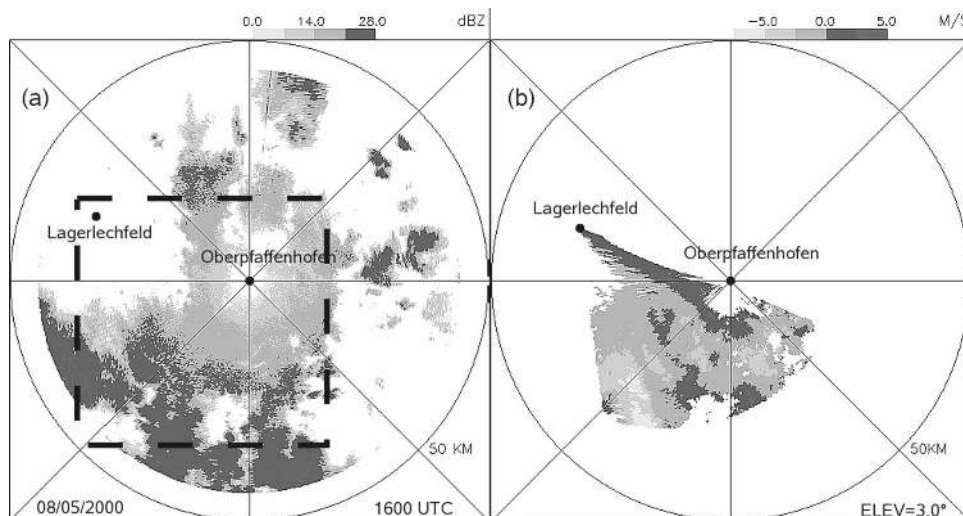 0.0 14.0 28.0 dBZ
-5.0 0.0 5.0 M/S
(a)
(b)
Lagerlechfeld
Oberpfaffenhofen
50 KM
08/05/2000
1600 UTC
Lagerlechfeld
Oberpfaffenhofen
50KM
ELEV=3.0°